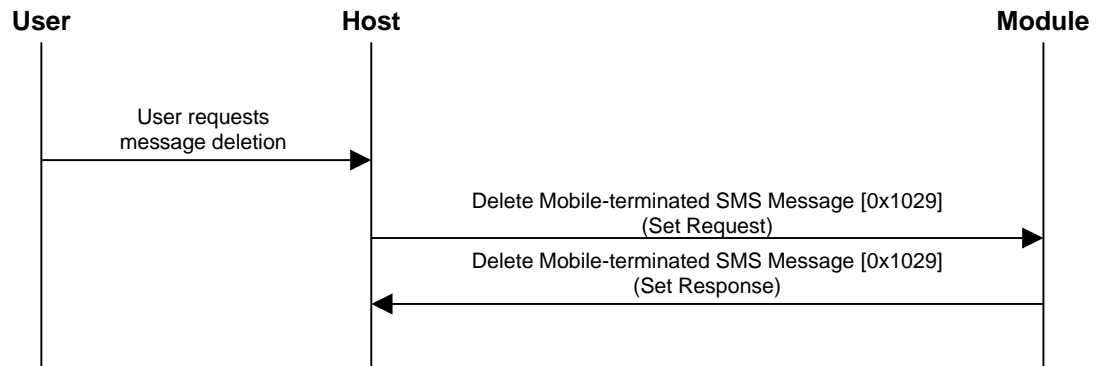 User Host Module
User requests
message deletion
Delete Mobile-terminated SMS Message [0x1029]
(Set Request)
Delete Mobile-terminated SMS Message [0x1029]
(Set Response)